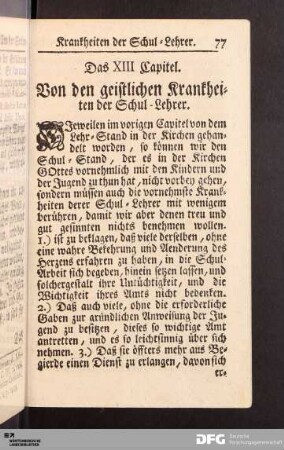 Krankheiten der Schul-Lehrer. 77
Das XIII Capitel.
Von den geistlichen Krankhei-
ten der Schul-Lehrer.
Jeweilen im vorigen Capitel von dem
Lehr-Stand in der Kirchen gehan-
delt worden, so können wir den
Schul-Stand, der es in der Kirchen
GOttes vornehmlich mit den Kindern und
der Jugend zu thun hat, nicht vorbey gehen,
sondern müssen auch die vornehmste Krank-
heiten derer Schul-Lehrer mit wenigem
berühren, damit wir aber denen treu und
gut gesinnten nichts benehmen wollen.
1.) ist zu beklagen, daß viele derselben, ohne
eine wahre Bekehrung und Aenderung des
Herzens erfahren zu haben, in die Schul-
Arbeit sich begeben, hinein setzen lassen, und
solchergestalt ihre Untüchtigkeit, und die
Wichtigkeit ihres Amts nicht bedenken.
2.) Daß auch viele, ohne die erforderliche
Gaben zur gründlichen Anweisung der Ju-
gend zu besitzen, dieses so wichtige Amt
antretten, und es so leichtsinnig über sich
nehmen. 3.) Daß sie öffters mehr aus Be-
gierde einen Dienst zu erlangen, davon sich
er-
WÜRTTEMBERGISCHE
LANDESBIBLIOTHEK
DFG Deutsche
Forschungsgemeinschaft